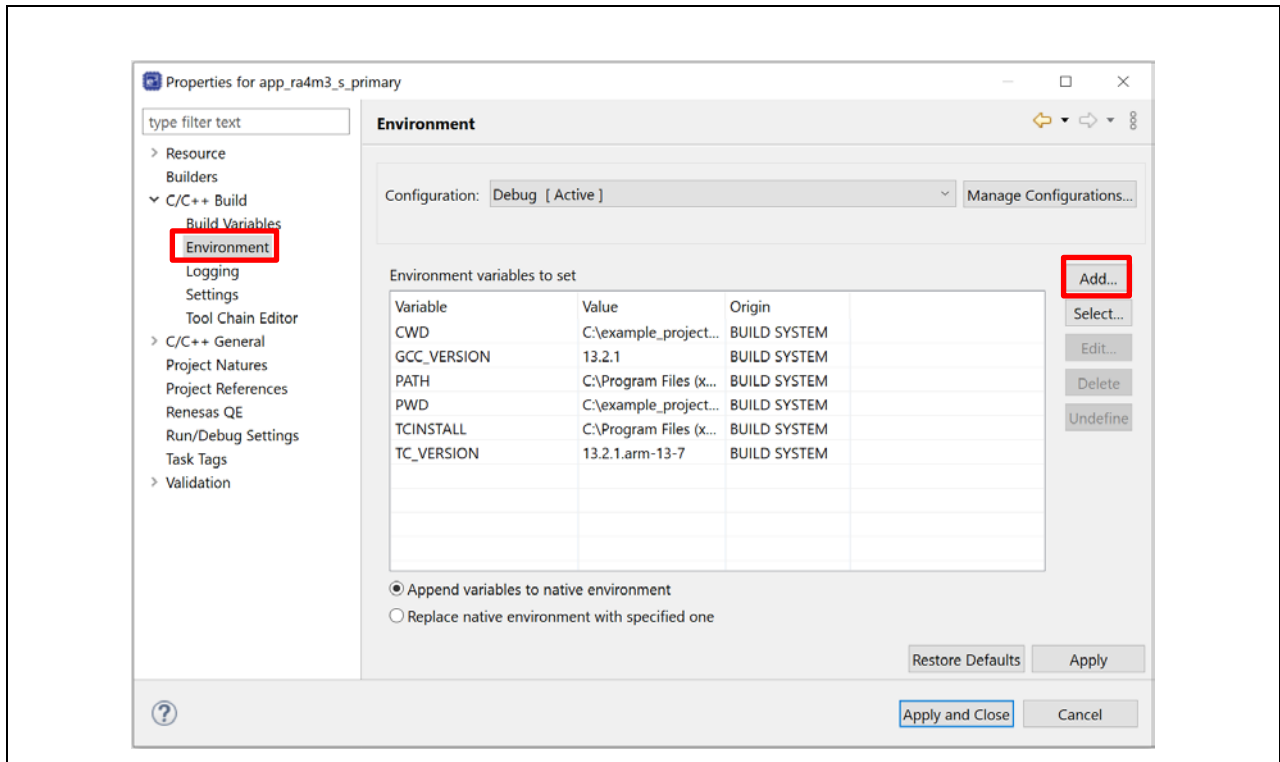 Properties for app_ra4m3_s_primary
type filter text
Environment
Resource
Builders
C/C++ Build
Build Variables
Environment
Logging
Settings
Tool Chain Editor
C/C++ General
Project Natures
Project References
Renesas QE
Run/Debug Settings
Task Tags
Validation
Configuration: Debug [ Active ] Manage Configurations...
Environment variables to set
Add...
Select...
Edit...
Delete
Undefine
Variable Value Origin
CWD C:\example_project... BUILD SYSTEM
GCC_VERSION 13.2.1 BUILD SYSTEM
PATH C:\Program Files (x... BUILD SYSTEM
PWD C:\example_project... BUILD SYSTEM
TCINSTALL C:\Program Files (x... BUILD SYSTEM
TC_VERSION 13.2.1.arm-13-7 BUILD SYSTEM
Append variables to native environment
Replace native environment with specified one
Restore Defaults Apply
? Apply and Close Cancel